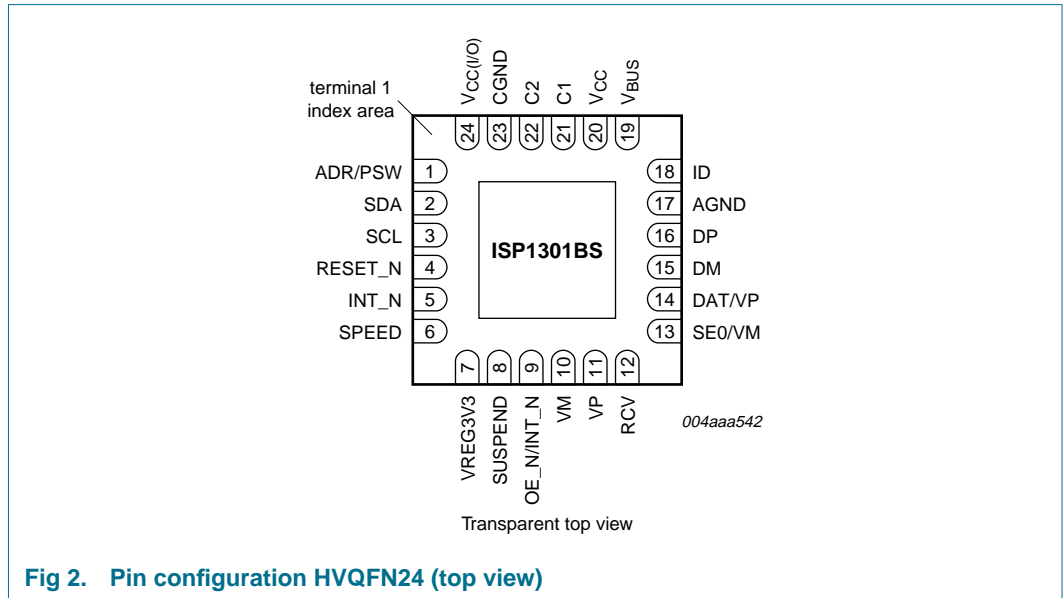 terminal 1
index area
VCC(I/O)
CGND
C2
C1
VCC
VBUS
24
23
22
21
20
19
ADR/PSW 1
SDA 2
SCL 3
RESET_N 4
INT_N 5
SPEED 6
ISP1301BS
18 ID
17 AGND
16 DP
15 DM
14 DAT/VP
13 SE0/VM
7
8
9
10
11
12
VREG3V3
SUSPEND
OE_N/INT_N
VM
VP
RCV
004aaa542
Transparent top view
Fig 2. Pin configuration HVQFN24 (top view)